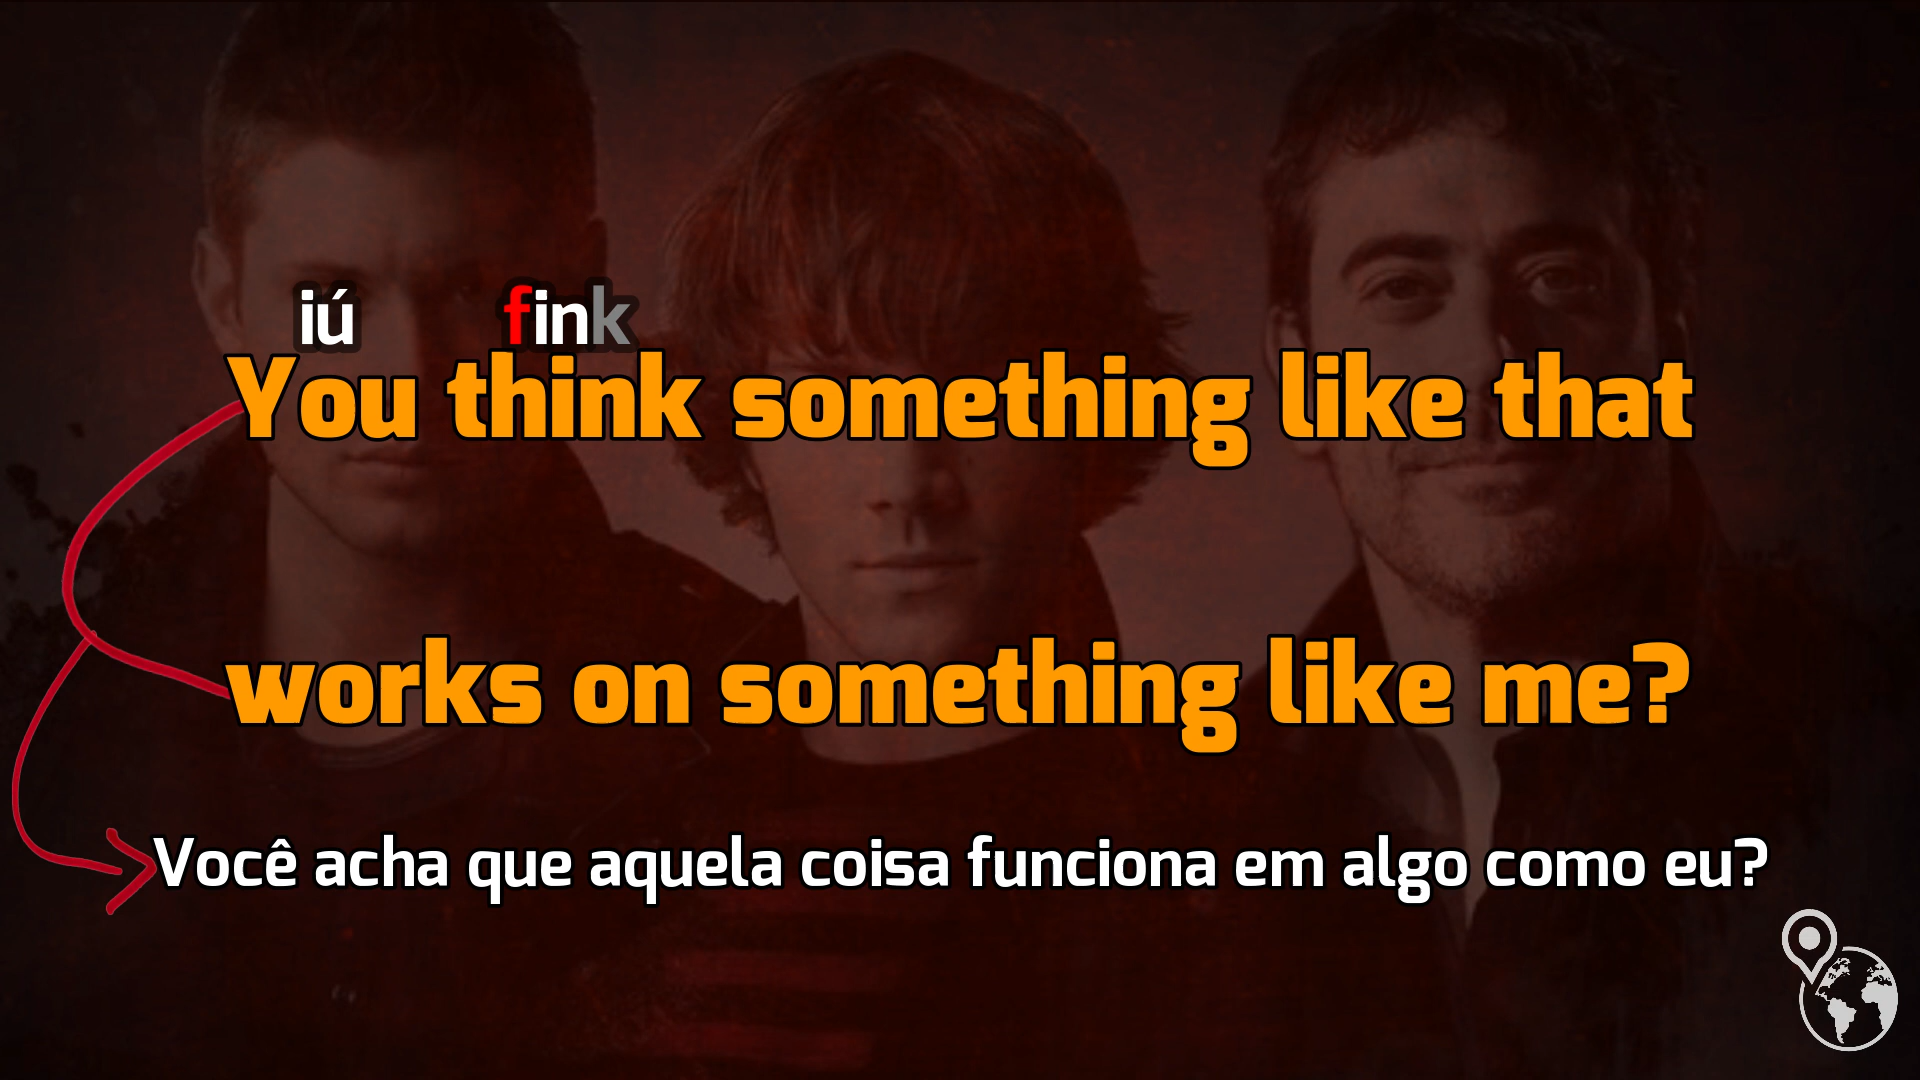 iú fink
You think something like that
works on something like me?
Você acha que aquela coisa funciona em algo como eu?